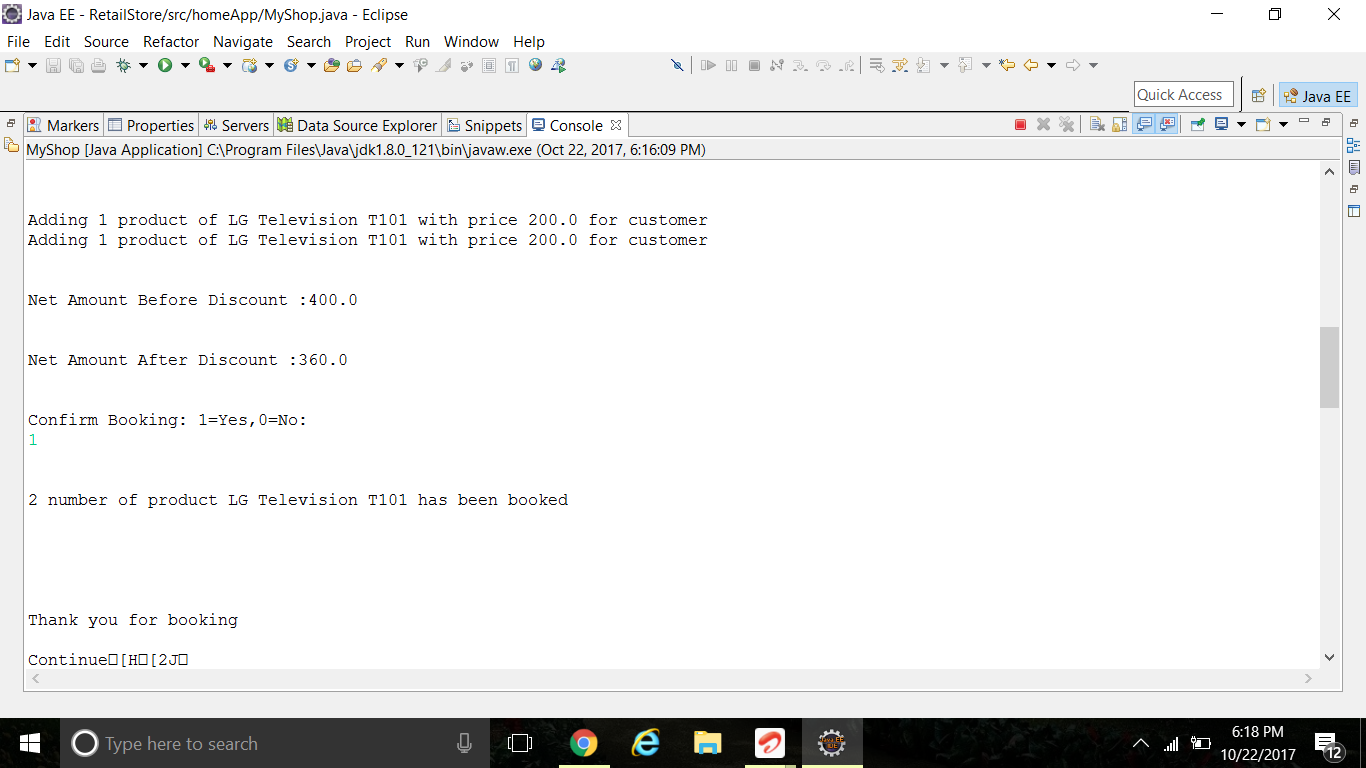 Java EE - RetailStore/src/homeApp/MyShop.java - Eclipse
File Edit Source Refactor Navigate Search Project Run Window Help
Quick Access
Java EE
Markers Properties Servers Data Source Explorer Snippets Console
MyShop [Java Application] C:\Program Files\Java\jdk1.8.0_121\bin\javaw.exe (Oct 22, 2017, 6:16:09 PM)
Adding 1 product of LG Television T101 with price 200.0 for customer
Adding 1 product of LG Television T101 with price 200.0 for customer
Net Amount Before Discount :400.0
Net Amount After Discount :360.0
Confirm Booking: 1=Yes,0=No:
1
2 number of product LG Television T101 has been booked
Thank you for booking
Continue□[H□[2J□
Type here to search
6:18 PM
10/22/2017
12